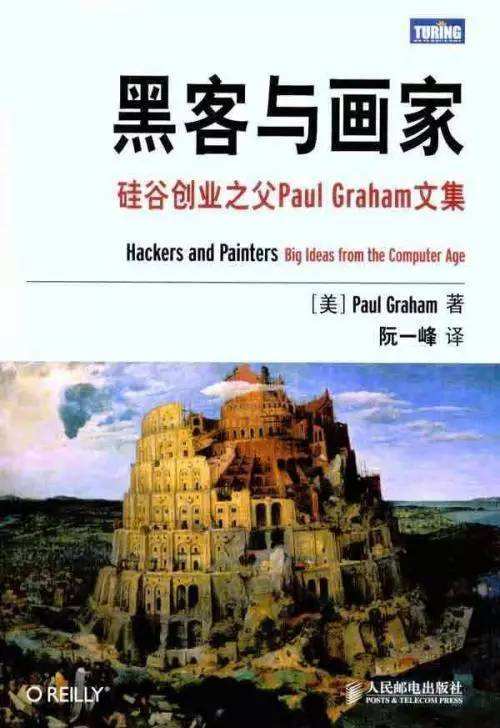 TURING
黑客与画家
硅谷创业之父Paul Graham文集
Hackers and Painters Big Ideas from the Computer Age
[美] Paul Graham 著
阮一峰 译
O'REILLY®
人民邮电出版社
POSTS & TELECOM PRESS